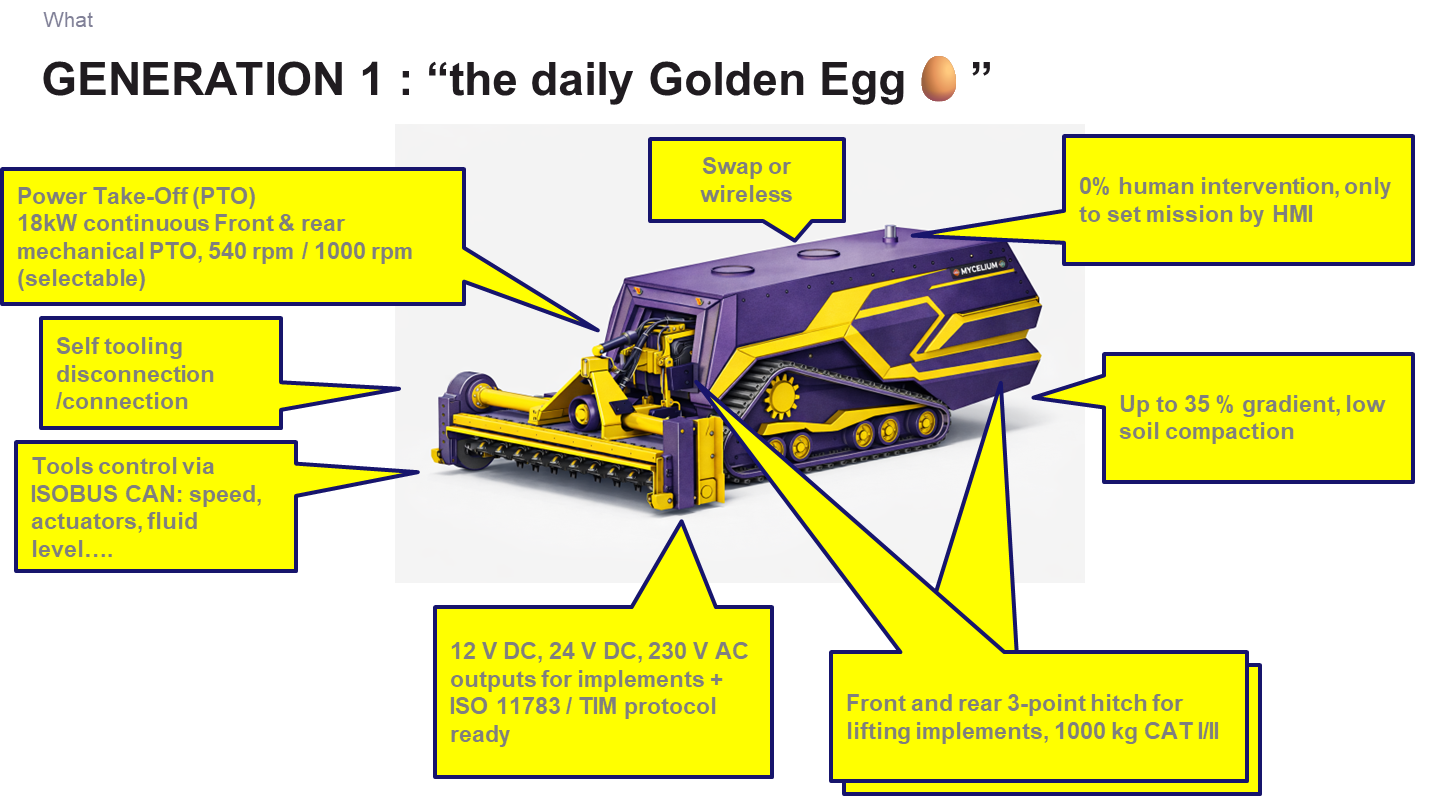 What
GENERATION 1 : “the daily Golden Egg 🥚 ”
Swap or
wireless
0% human intervention, only
to set mission by HMI
Power Take-Off (PTO)
18kW continuous Front & rear
mechanical PTO, 540 rpm / 1000 rpm
(selectable)
MYCELIUM
Self tooling
disconnection
/connection
Up to 35 % gradient, low
soil compaction
Tools control via
ISOBUS CAN: speed,
actuators, fluid
level….
12 V DC, 24 V DC, 230 V AC
outputs for implements +
ISO 11783 / TIM protocol
ready
Front and rear 3-point hitch for
lifting implements, 1000 kg CAT I/II